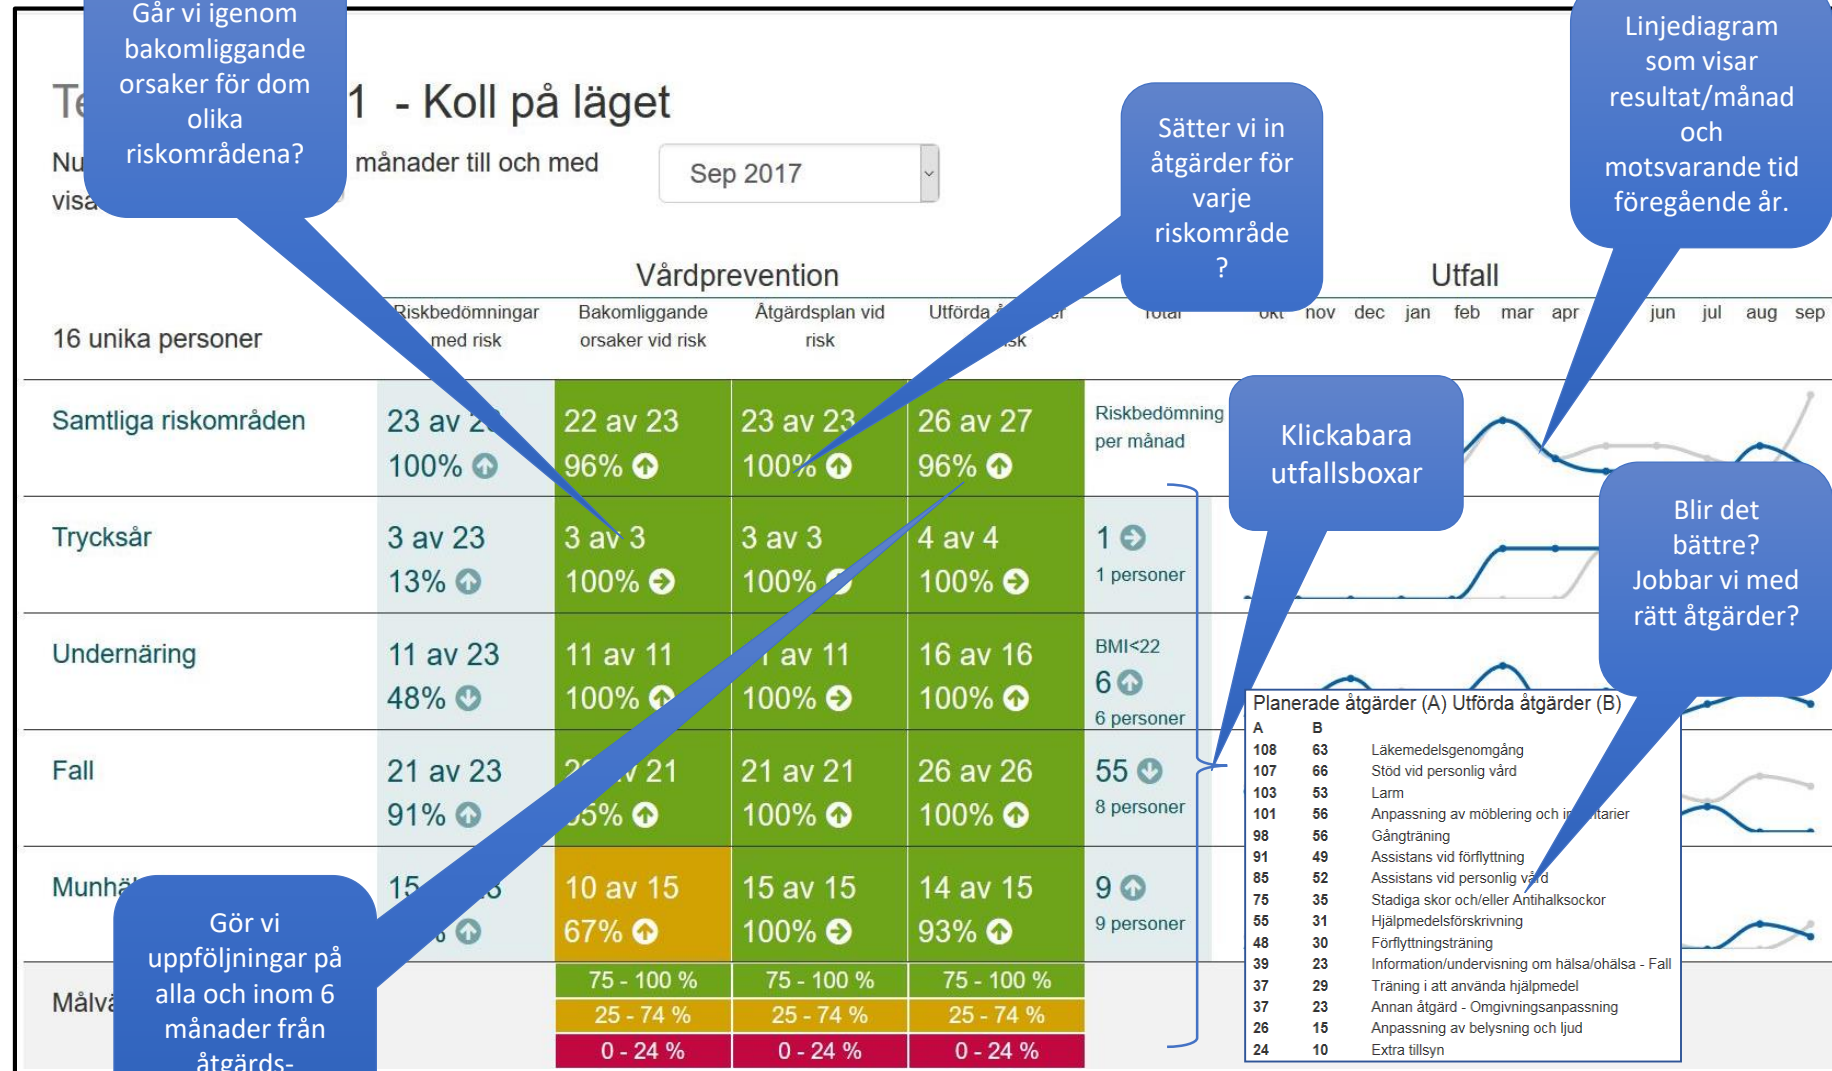 Går vi igenom
bakomliggande
orsaker för dom
olika
riskområdena?
Linjediagram
som visar
resultat/månad
och
motsvarande tid
föregående år.
Sätter vi in
åtgärder för
varje
riskområde
?
1 - Koll på läget
månader till och med
Sep 2017
Vårdprevention
Utfall
16 unika personer
Riskbedömningar
med risk
Bakomliggande
orsaker vid risk
Åtgärdsplan vid
risk
Utförda
nov dec jan feb mar apr jun jul aug sep
Samtliga riskområden
23 av
100%
22 av 23
96%
23 av 23
100%
26 av 27
96%
Riskbedömning
per månad
Klickabara
utfallsboxar
Trycksår
3 av 23
13%
3 av 3
100%
3 av 3
100%
4 av 4
100%
1
1 personer
Blir det
bättre?
Jobbar vi med
rätt åtgärder?
Undernäring
11 av 23
48%
11 av 11
100%
av 11
100%
16 av 16
100%
BMI<22
6
6 personer
Fall
21 av 23
91%
21
21 av 21
100%
26 av 26
100%
55
8 personer
15
10 av 15
67%
15 av 15
100%
14 av 15
93%
9
9 personer
75 - 100 % 75 - 100 % 75 - 100 %
25 - 74 % 25 - 74 % 25 - 74 %
0 - 24 % 0 - 24 % 0 - 24 %
Gör vi
uppföljningar på
alla och inom 6
månader från
åtgärds-
Planerade åtgärder (A) Utförda åtgärder (B)
A B
108 63 Läkemedelsgenomgång
107 66 Stöd vid personlig vård
103 53 Larm
101 56 Anpassning av möblering och
98 56 Gångträning
91 49 Assistans vid förflyttning
85 52 Assistans vid personlig vård
75 35 Stadiga skor och/eller Antihalksockor
55 31 Hjälpmedelsförskrivning
48 30 Förflyttningsträning
39 23 Information/undervisning om hälsa/ohälsa - Fall
37 29 Träning i att använda hjälpmedel
37 23 Annan åtgärd - Omgivningsanpassning
26 15 Anpassning av belysning och ljud
24 10 Extra tillsyn